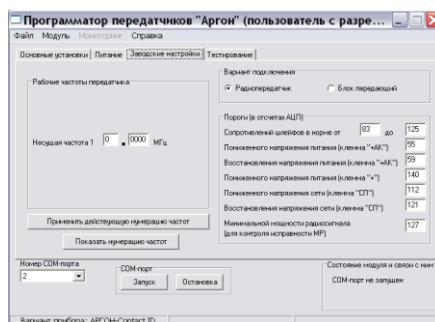 Программатор передатчиков "Аргон" (пользователь с разре...
Файл Модуль Мониторинг Справка
Основные установки Питание Заводские настройки Тестирование
Рабочие частоты передатчика
Несущая частота 1 0 . 0000 МГц
Применить действующую нумерацию частот
Показать нумерацию частот
Вариант подключения
Радиопередатчик Блок передающий
Пороги (в отсчетах АЦП)
Сопротивлений шлейфов в норме от 83 до 125
Пониженного напряжения питания (клемма "+АК") 55
Восстановления напряжения питания (клемма "+АК") 59
Пониженного напряжения питания (клемма "+") 140
Пониженного напряжения сети (клемма "СП") 112
Восстановления напряжения сети (клемма "СП") 121
Минимальной мощности радиосигнала 127
(для контроля исправности МР)
Номер COM-порта
2
COM-порт
Запуск Остановка
Состояние модуля и связи с ним
COM-порт не запущен
Вариант прибора: АРГОН-Contact ID